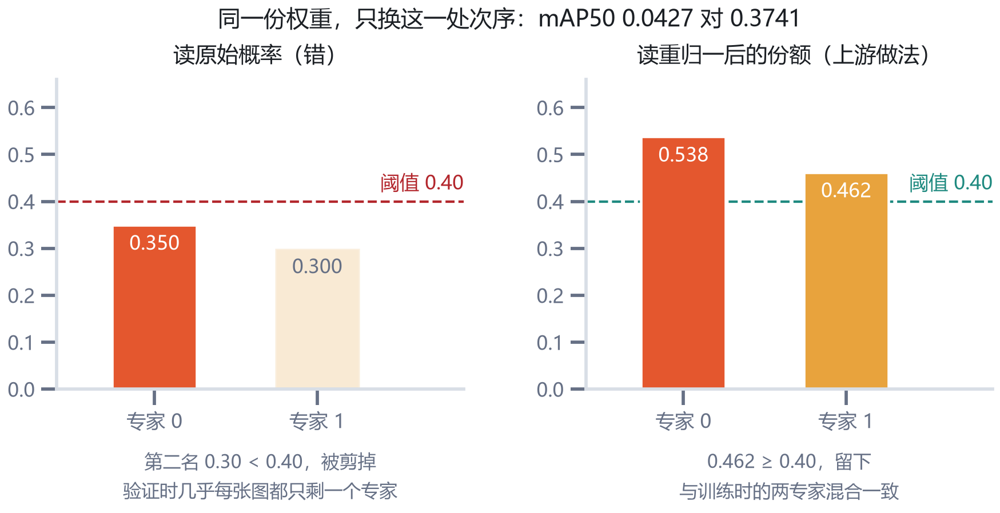 同一份权重，只换这一处次序：mAP50 0.0427 对 0.3741
读原始概率（错）
0.6
0.5
0.4
0.3
0.2
0.1
0.0
阈值 0.40
0.350
0.300
专家 0
专家 1
第二名 0.30 < 0.40，被剪掉
验证时几乎每张图都只剩一个专家
读重归一后的份额（上游做法）
0.6
0.5
0.4
0.3
0.2
0.1
0.0
阈值 0.40
0.538
0.462
专家 0
专家 1
0.462 ≥ 0.40，留下
与训练时的两专家混合一致